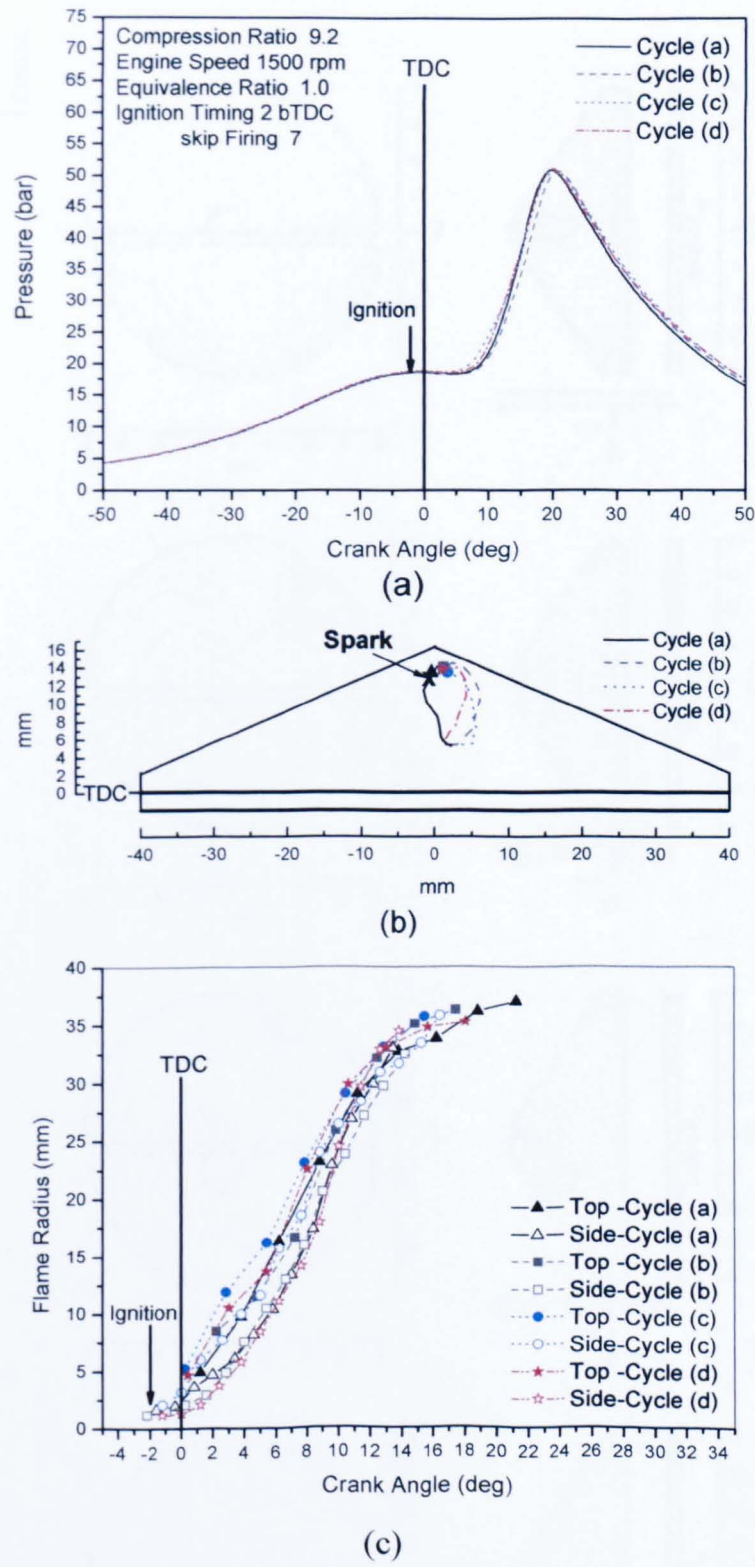 Compression Ratio 9.2
Engine Speed 1500 rpm
Equivalence Ratio 1.0
Ignition Timing 2 bTDC
skip Firing 7
TDC
Cycle (a)
Cycle (b)
Cycle (c)
Cycle (d)
Ignition
Pressure (bar)
75
70
65
60
55
50
45
40
35
30
25
20
15
10
5
0
-50 -40 -30 -20 -10 0 10 20 30 40 50
Crank Angle (deg)
(a)
Spark
Cycle (a)
Cycle (b)
Cycle (c)
Cycle (d)
mm
16
14
12
10
8
6
4
2
0
TDC
-40 -30 -20 -10 0 10 20 30 40
mm
(b)
Flame Radius (mm)
40
35
30
25
20
15
10
5
0
TDC
Ignition
Top -Cycle (a)
Side-Cycle (a)
Top -Cycle (b)
Side-Cycle (b)
Top -Cycle (c)
Side-Cycle (c)
Top -Cycle (d)
Side-Cycle (d)
-4 -2 0 2 4 6 8 10 12 14 16 18 20 22 24 26 28 30 32 34
Crank Angle (deg)
(c)